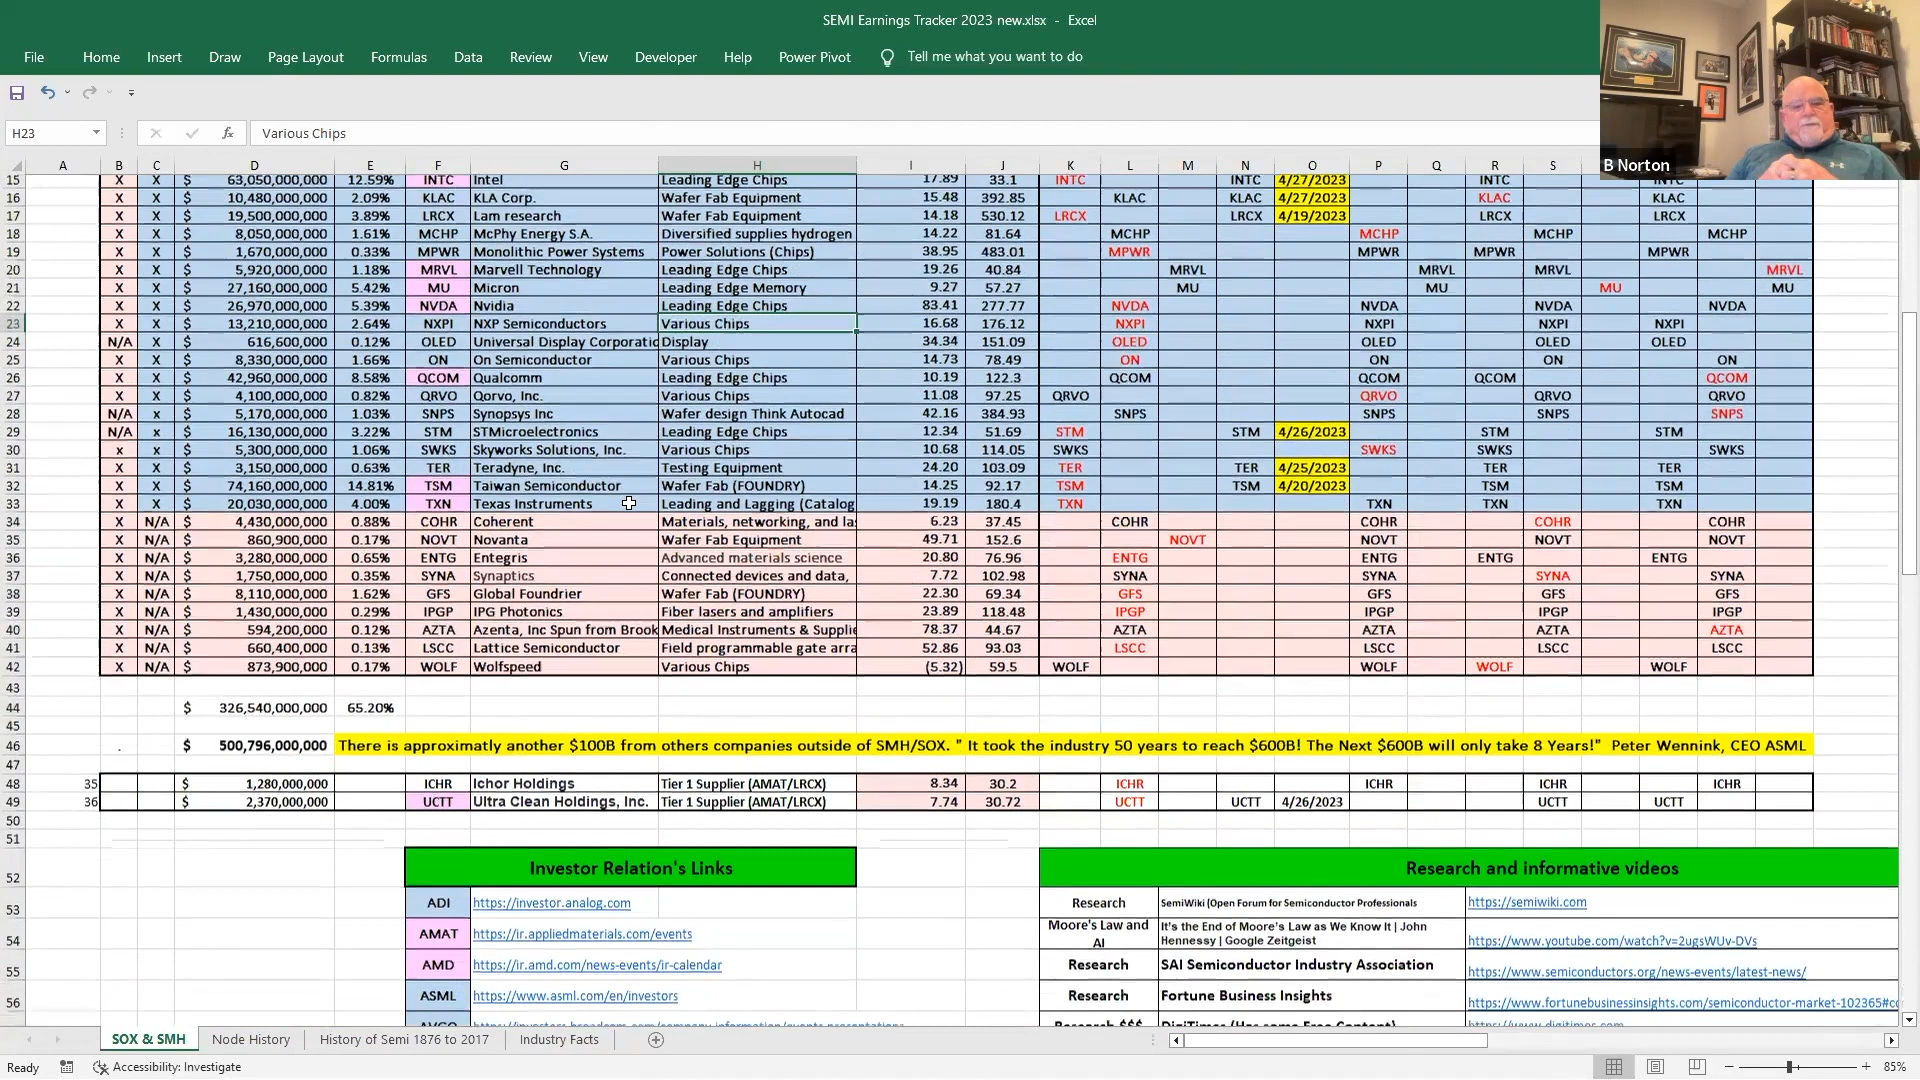 SEMI Earnings Tracker 2023 new.xlsx - Excel
File Home Insert Draw Page Layout Formulas Data Review View Developer Help Power Pivot Tell me what you want to do
H23 fx Various Chips
B Norton
A B C D E F G H I J K L M N O P Q R S
15 X X $ 63,050,000,000 12.59% INTC Intel Leading Edge Chips 17.89 33.1 INTC INTC 4/27/2023 INTC INTC
16 X X $ 10,480,000,000 2.09% KLAC KLA Corp. Wafer Fab Equipment 15.48 392.85 KLAC KLAC 4/27/2023 KLAC KLAC
17 X X $ 19,500,000,000 3.89% LRCX Lam research Wafer Fab Equipment 14.18 530.12 LRCX LRCX 4/19/2023 LRCX LRCX
18 X X $ 8,050,000,000 1.61% MCHP McPhy Energy S.A. Diversified supplies hydrogen 14.22 81.64 MCHP MCHP MCHP MCHP
19 X X $ 1,670,000,000 0.33% MPWR Monolithic Power Systems Power Solutions (Chips) 38.95 483.01 MPWR MPWR MPWR MPWR
20 X X $ 5,920,000,000 1.18% MRVL Marvell Technology Leading Edge Chips 19.26 40.84 MRVL MRVL MRVL MRVL
21 X X $ 27,160,000,000 5.42% MU Micron Leading Edge Memory 9.27 57.27 MU MU MU MU
22 X X $ 26,970,000,000 5.39% NVDA Nvidia Leading Edge Chips 83.41 277.77 NVDA NVDA NVDA NVDA
23 X X $ 13,210,000,000 2.64% NXPI NXP Semiconductors Various Chips 16.68 176.12 NXPI NXPI NXPI NXPI
24 N/A X $ 616,600,000 0.12% OLED Universal Display Corporatio Display 34.34 151.09 OLED OLED OLED OLED
25 X X $ 8,330,000,000 1.66% ON On Semiconductor Various Chips 14.73 78.49 ON ON ON ON
26 X X $ 42,960,000,000 8.58% QCOM Qualcomm Leading Edge Chips 10.19 122.3 QCOM QCOM QCOM QCOM
27 X X $ 4,100,000,000 0.82% QRVO Qorvo, Inc. Various Chips 11.08 97.25 QRVO QRVO QRVO QRVO
28 N/A x $ 5,170,000,000 1.03% SNPS Synopsys Inc Wafer design Think Autocad 42.16 384.93 SNPS SNPS SNPS SNPS
29 N/A x $ 16,130,000,000 3.22% STM STMicroelectronics Leading Edge Chips 12.34 51.69 STM STM 4/26/2023 STM STM
30 x x $ 5,300,000,000 1.06% SWKS Skyworks Solutions, Inc. Various Chips 10.68 114.05 SWKS SWKS SWKS SWKS
31 X X $ 3,150,000,000 0.63% TER Teradyne, Inc. Testing Equipment 24.20 103.09 TER TER 4/25/2023 TER TER
32 X X $ 74,160,000,000 14.81% TSM Taiwan Semiconductor Wafer Fab (FOUNDRY) 14.25 92.17 TSM TSM 4/20/2023 TSM TSM
33 X X $ 20,030,000,000 4.00% TXN Texas Instruments Leading and Lagging (Catalog 19.19 180.4 TXN TXN TXN TXN
34 X N/A $ 4,430,000,000 0.88% COHR Coherent Materials, networking, and la 6.23 37.45 COHR COHR COHR COHR
35 X N/A $ 860,900,000 0.17% NOVT Novanta Wafer Fab Equipment 49.71 152.6 NOVT NOVT NOVT NOVT
36 X N/A $ 3,280,000,000 0.65% ENTG Entegris Advanced materials science 20.80 76.96 ENTG ENTG ENTG ENTG
37 X N/A $ 1,750,000,000 0.35% SYNA Synaptics Connected devices and data, 7.72 102.98 SYNA SYNA SYNA SYNA
38 X N/A $ 8,110,000,000 1.62% GFS Global Foundrier Wafer Fab (FOUNDRY) 22.30 69.34 GFS GFS GFS GFS
39 X N/A $ 1,430,000,000 0.29% IPGP IPG Photonics Fiber lasers and amplifiers 23.89 118.48 IPGP IPGP IPGP IPGP
40 X N/A $ 594,200,000 0.12% AZTA Azenta, Inc Spun from Brook Medical Instruments & Supplie 78.37 44.67 AZTA AZTA AZTA AZTA
41 X N/A $ 660,400,000 0.13% LSCC Lattice Semiconductor Field programmable gate arra 52.86 93.03 LSCC LSCC LSCC LSCC
42 X N/A $ 873,900,000 0.17% WOLF Wolfspeed Various Chips (5.32) 59.5 WOLF WOLF WOLF WOLF
43
44 $ 326,540,000,000 65.20%
45
46 . $ 500,796,000,000 There is approximatly another $100B from others companies outside of SMH/SOX. " It took the industry 50 years to reach $600B! The Next $600B will only take 8 Years!" Peter Wennink, CEO ASML
47
48 35 $ 1,280,000,000 ICHR Ichor Holdings Tier 1 Supplier (AMAT/LRCX) 8.34 30.2 ICHR ICHR ICHR ICHR
49 36 $ 2,370,000,000 UCTT Ultra Clean Holdings, Inc. Tier 1 Supplier (AMAT/LRCX) 7.74 30.72 UCTT UCTT 4/26/2023 UCTT UCTT
50
51
52 Investor Relation's Links Research and informative videos
53 ADI https://investor.analog.com Research SemiWiki (Open Forum for Semiconductor Professionals https://semiwiki.com
54 AMAT https://ir.appliedmaterials.com/events Moore's Law and AI It's the End of Moore's Law as We Know It | John Hennessy | Google Zeitgeist https://www.youtube.com/watch?v=2ugsWUv-DVs
55 AMD https://ir.amd.com/news-events/ir-calendar Research SAI Semiconductor Industry Association https://www.semiconductors.org/news-events/latest-news/
56 ASML https://www.asml.com/en/investors Research Fortune Business Insights https://www.fortunebusinessinsights.com/semiconductor-market-102365#c
SOX & SMH Node History History of Semi 1876 to 2017 Industry Facts
Ready Accessibility: Investigate 85%